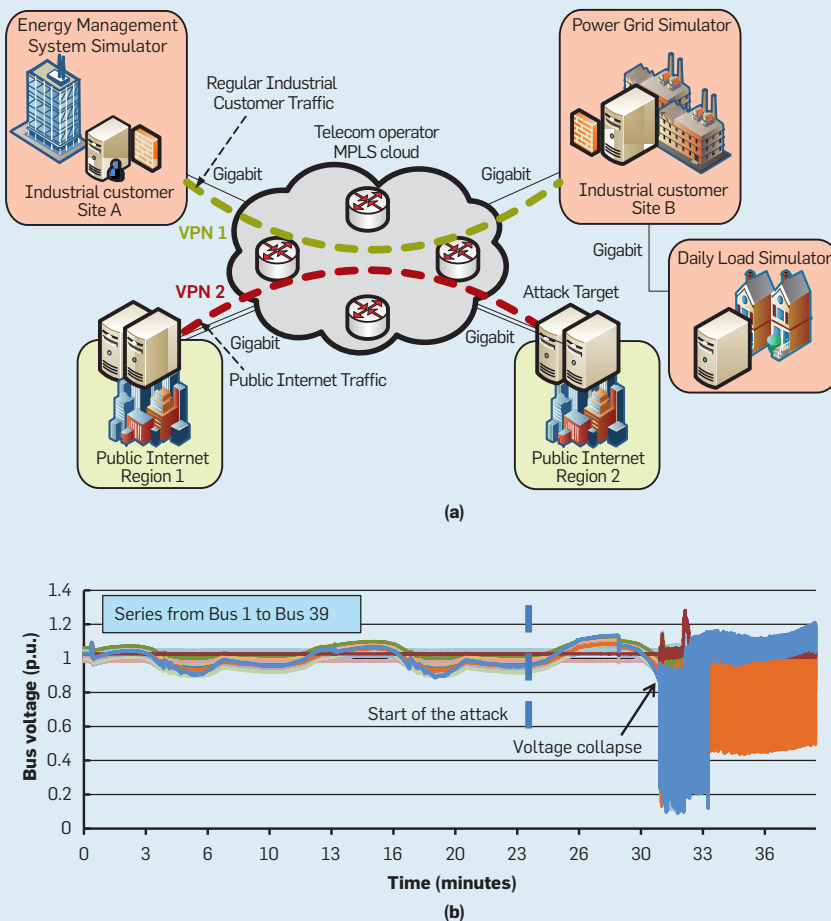 Energy Management
System Simulator
Power Grid Simulator
Regular Industrial
Customer Traffic
Telecom operator
MPLS cloud
Gigabit
Gigabit
Industrial customer
Site A
Industrial customer
Site B
VPN 1
Gigabit
Daily Load Simulator
VPN 2
Attack Target
Gigabit
Gigabit
Public Internet Traffic
Public Internet
Region 1
Public Internet
Region 2
(a)
Bus voltage (p.u.)
1.4
1.2
1
0.8
0.6
0.4
0.2
0
Series from Bus 1 to Bus 39
Start of the attack
Voltage collapse
0 3 6 10 13 16 20 23 26 30 33 36
Time (minutes)
(b)